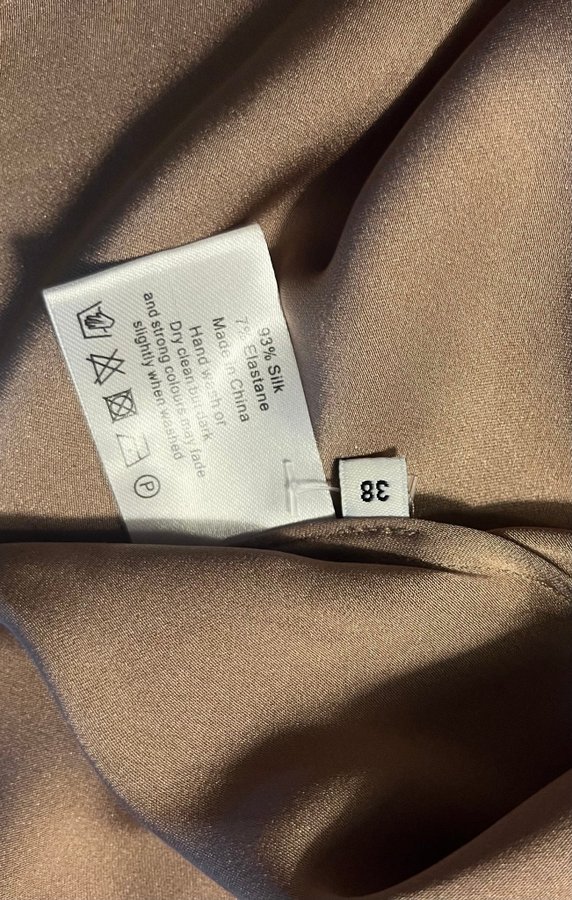 93% Silk
7% Elastane
Made in China
Hand wash or
Dry clean but dark
and strong colours may fade
slightly when washed
P
38